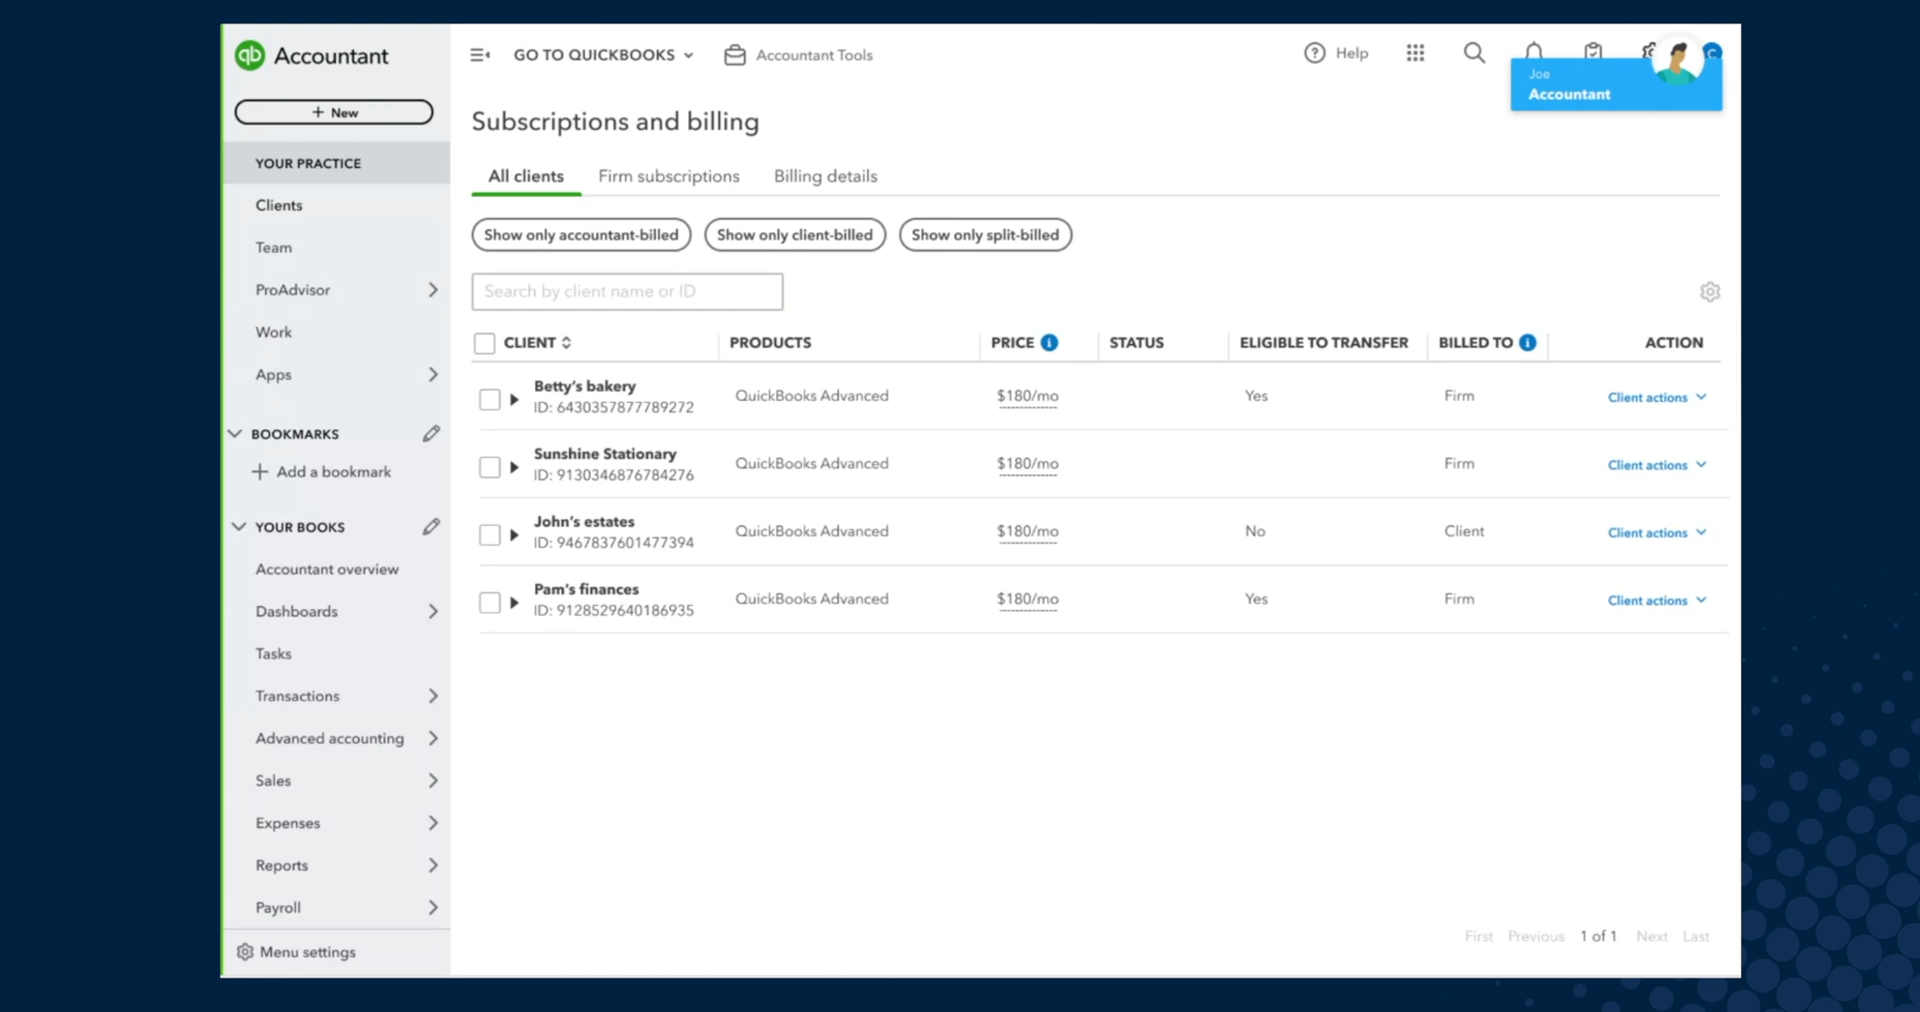 qb Accountant
+ New
YOUR PRACTICE
Clients
Team
ProAdvisor
Work
Apps
BOOKMARKS
+ Add a bookmark
YOUR BOOKS
Accountant overview
Dashboards
Tasks
Transactions
Advanced accounting
Sales
Expenses
Reports
Payroll
Menu settings
GO TO QUICKBOOKS
Accountant Tools
? Help
C
Joe
Accountant
Subscriptions and billing
All clients Firm subscriptions Billing details
Show only accountant-billed Show only client-billed Show only split-billed
Search by client name or ID
CLIENT PRODUCTS PRICE i STATUS ELIGIBLE TO TRANSFER BILLED TO i ACTION
Betty's bakery
ID: 6430357877789272 QuickBooks Advanced $180/mo Yes Firm Client actions
Sunshine Stationary
ID: 9130346876784276 QuickBooks Advanced $180/mo Firm Client actions
John's estates
ID: 9467837601477394 QuickBooks Advanced $180/mo No Client Client actions
Pam's finances
ID: 9128529640186935 QuickBooks Advanced $180/mo Yes Firm Client actions
First Previous 1 of 1 Next Last